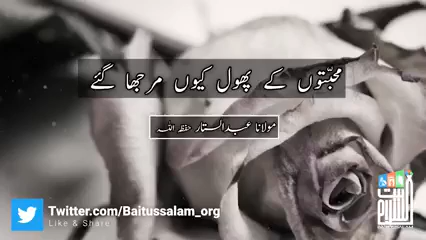 محبّتوں کے پھول کیوں مرجھا گئے
مولانا عبدالستار حفظہ اللہ
Twitter.com/Baitussalam_org
Like & Share